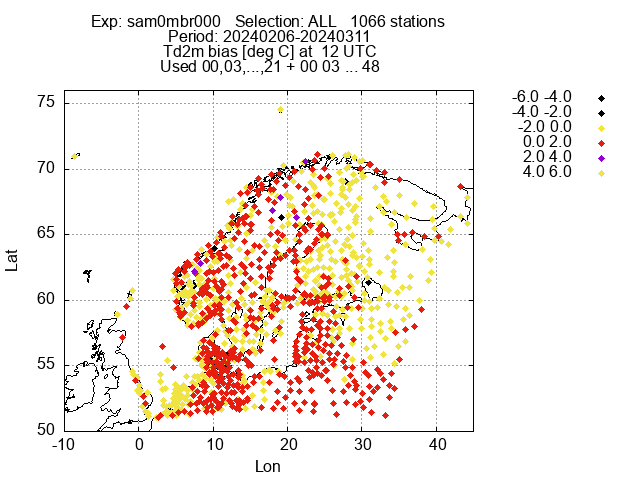 Exp: sam0mbr000 Selection: ALL 1066 stations
Period: 20240206-20240311
Td2m bias [deg C] at 12 UTC
Used 00,03,...,21 + 00 03 ... 48
-6.0 -4.0
-4.0 -2.0
-2.0 0.0
0.0 2.0
2.0 4.0
4.0 6.0
75
70
65
60
55
50
Lat
-10 0 10 20 30 40
Lon